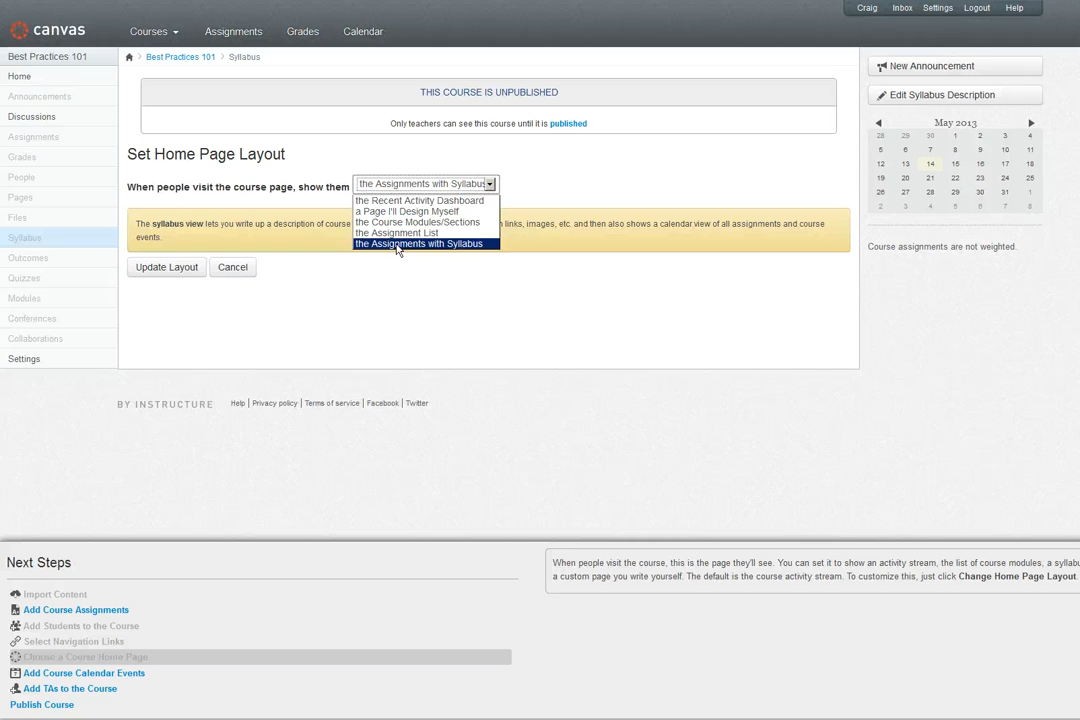 Craig Inbox Settings Logout Help
canvas Courses Assignments Grades Calendar
Best Practices 101
Home
Announcements
Discussions
Assignments
Grades
People
Pages
Files
Syllabus
Outcomes
Quizzes
Modules
Conferences
Collaborations
Settings
Best Practices 101 Syllabus
THIS COURSE IS UNPUBLISHED
Only teachers can see this course until it is published
Set Home Page Layout
When people visit the course page, show them the Assignments with Syllabus
the Recent Activity Dashboard
a Page I'll Design Myself
the Course Modules/Sections
the Assignment List
the Assignments with Syllabus
The syllabus view lets you write up a description of course links, images, etc. and then also shows a calendar view of all assignments and course
events.
Update Layout Cancel
New Announcement
Edit Syllabus Description
May 2013
28 29 30 1 2 3 4
5 6 7 8 9 10 11
12 13 14 15 16 17 18
19 20 21 22 23 24 25
26 27 28 29 30 31 1
2 3 4 5 6 7 8
Course assignments are not weighted.
BY INSTRUCTURE Help Privacy policy Terms of service Facebook Twitter
Next Steps
Import Content
Add Course Assignments
Add Students to the Course
Select Navigation Links
Choose a Course Home Page
Add Course Calendar Events
Add TAs to the Course
Publish Course
When people visit the course, this is the page they'll see. You can set it to show an activity stream, the list of course modules, a syllabu
a custom page you write yourself. The default is the course activity stream. To customize this, just click Change Home Page Layout.